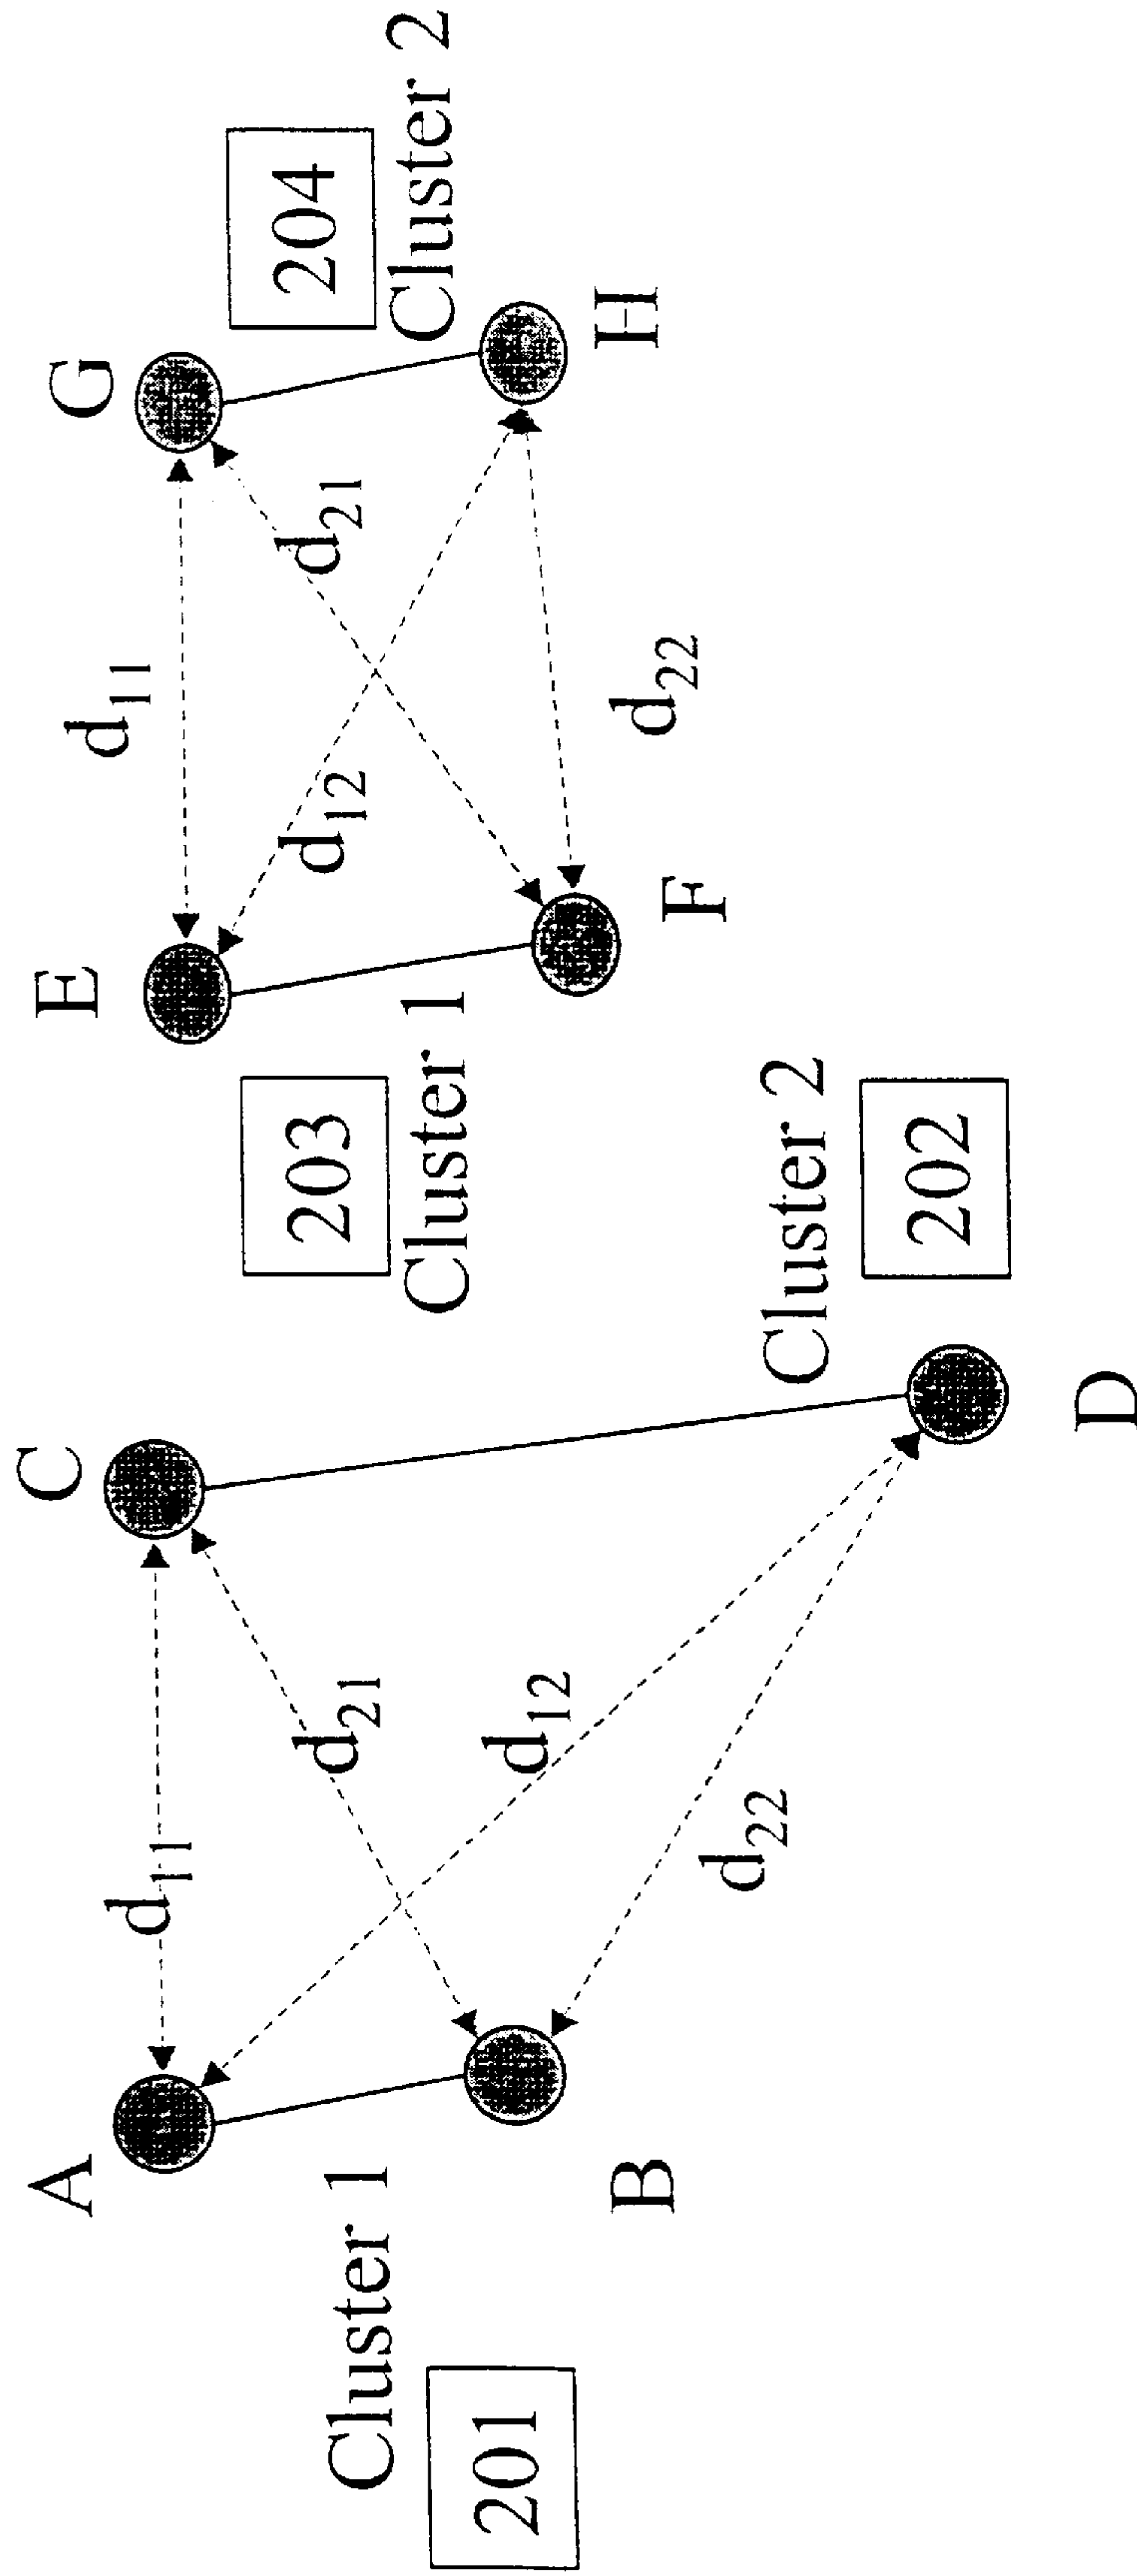 A
C
d11
Cluster 1
201
d21
B
d12
d22
Cluster 2
202
D
E
G
d11
203
Cluster 1
d12
d21
204
Cluster 2
F
d22
H